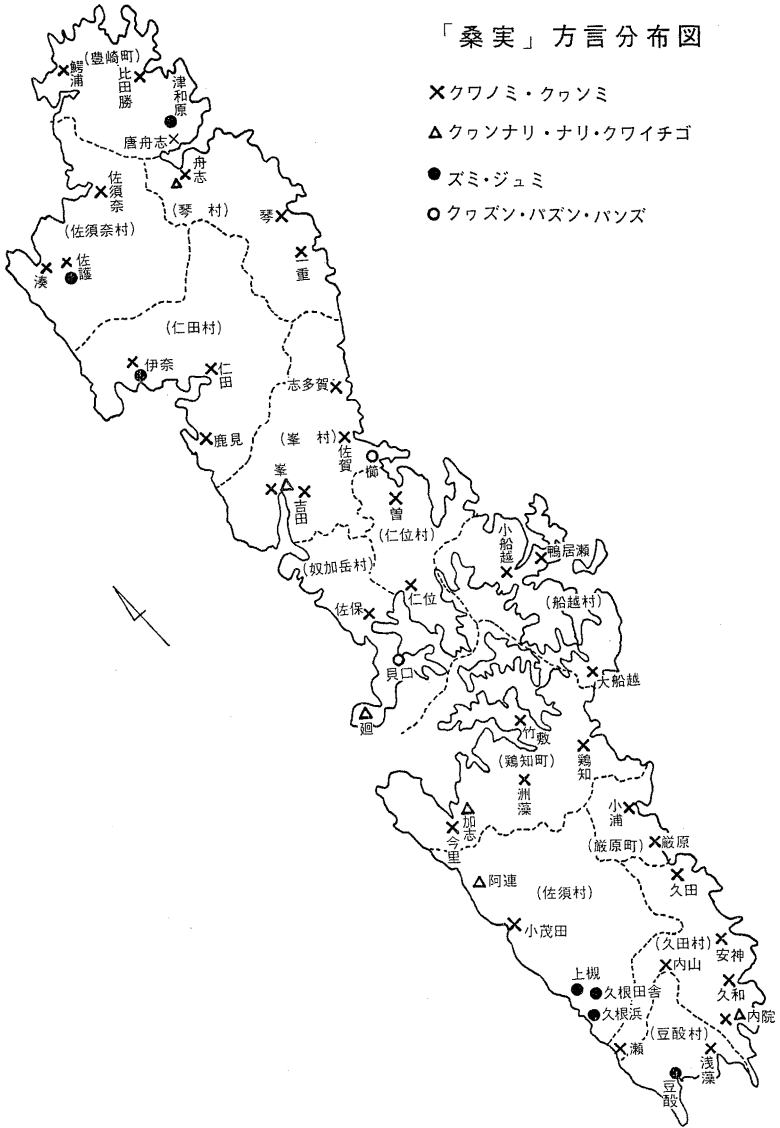 「桑実」方言分布図
×クワノミ・クヮンミ
△クヮンナリ・ナリ・クワイチゴ
●ズミ・ジュミ
○クヮズン・パズン・パンズ
(豊崎町)
鰐浦
比田勝
津和原
唐舟志
舟志
佐須奈
(琴村)
琴
(佐須奈村)
一重
佐護
湊
(仁田村)
伊奈
仁田
志多賀
鹿見
(峯村)
佐賀
櫛
峯
吉田
曽
(仁位村)
小船越
鴨居瀬
(奴加岳村)
仁位
(船越村)
佐保
貝口
大船越
廻
竹敷
(鶏知町)
鶏知
洲藻
小浦
加志
今里
(厳原町)
厳原
久田
阿連
(佐須村)
小茂田
(久田村)
安神
内山
上槻
久根田舎
久和
久根浜
内院
(豆酘村)
瀬
浅藻
豆酘